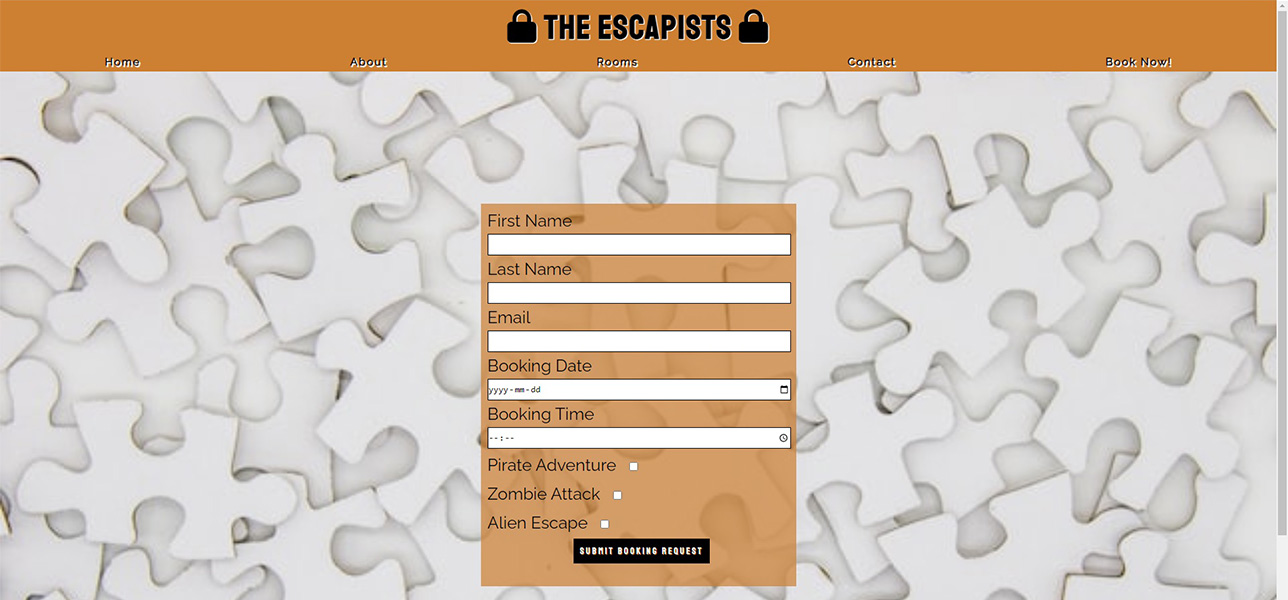 THE ESCAPISTS
Home About Rooms Contact Book Now!
First Name
Last Name
Email
Booking Date
yyyy-mm-dd
Booking Time
--:--
Pirate Adventure
Zombie Attack
Alien Escape
SUBMIT BOOKING REQUEST